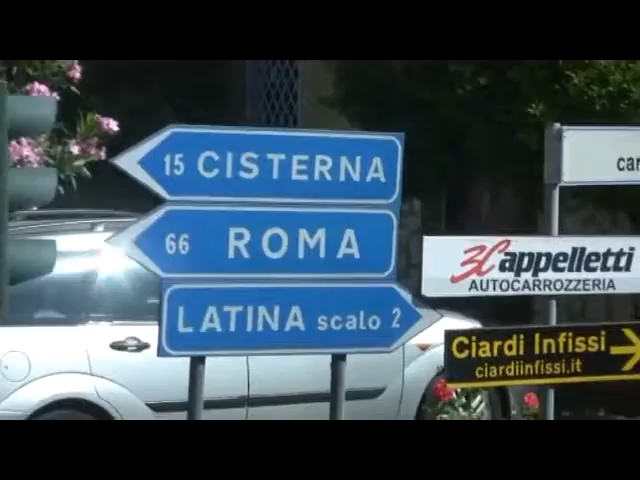 15 CISTERNA
66 ROMA
LATINA scalo 2
3Cappelletti
AUTOCARROZZERIA
Ciardi Infissi
ciardiinfissi.it